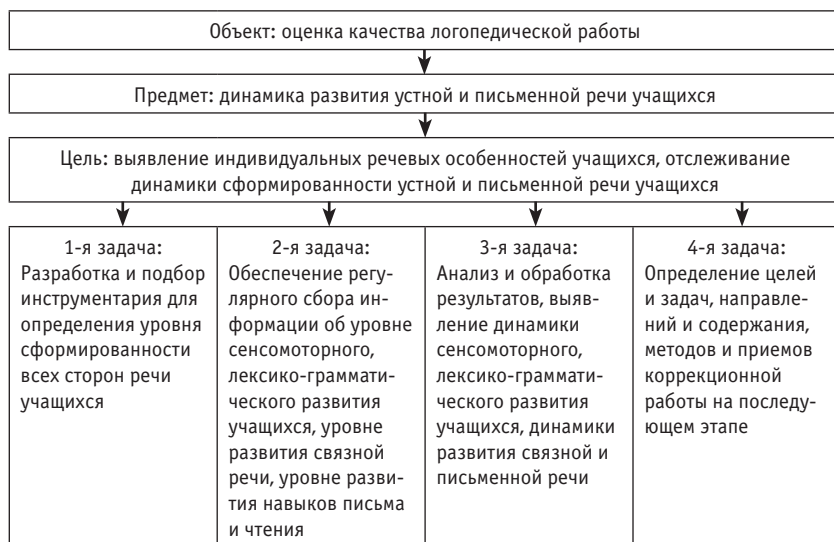 Объект: оценка качества логопедической работы
Предмет: динамика развития устной и письменной речи учащихся
Цель: выявление индивидуальных речевых особенностей учащихся, отслеживание
динамики сформированности устной и письменной речи учащихся
1-я задача:
Разработка и подбор
инструментария для
определения уровня
сформированности
всех сторон речи
учащихся
2-я задача:
Обеспечение регу-
лярного сбора ин-
формации об уровне
сенсомоторного,
лексико-граммати-
ческого развития
учащихся, уровне
развития связной
речи, уровне разви-
тия навыков письма
и чтения
3-я задача:
Анализ и обработка
результатов, выяв-
ление динамики
сенсомоторного,
лексико-граммати-
ческого развития
учащихся, динамики
развития связной и
письменной речи
4-я задача:
Определение целей
и задач, направле-
ний и содержания,
методов и приемов
коррекционной
работы на последу-
ющем этапе